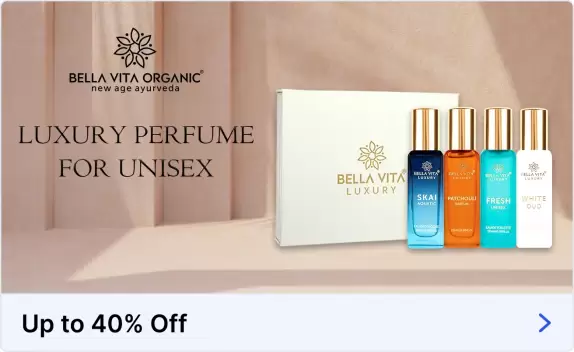 BELLA VITA ORGANIC®
new age ayurveda
LUXURY PERFUME
FOR UNISEX
BELLA VITA
LUXURY
SKAI
AQUATIC
PATCHOULI
FRESH
WHITE
OUD
Up to 40% Off